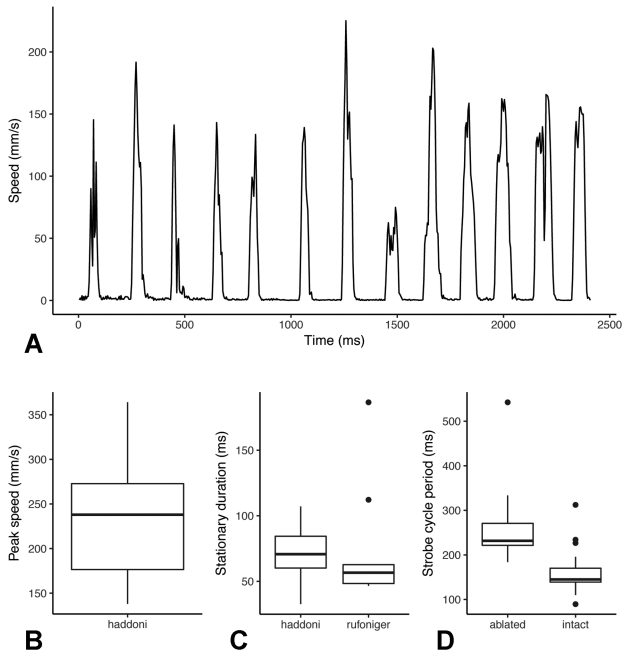 Speed (mm/s)
200
150
100
50
0
0
500
1000
1500
2000
2500
Time (ms)
A
Peak speed (mm/s)
350
300
250
200
150
haddoni
B
Stationary duration (ms)
150
100
50
haddoni
rufoniger
C
Strobe cycle period (ms)
500
400
300
200
100
ablated
intact
D